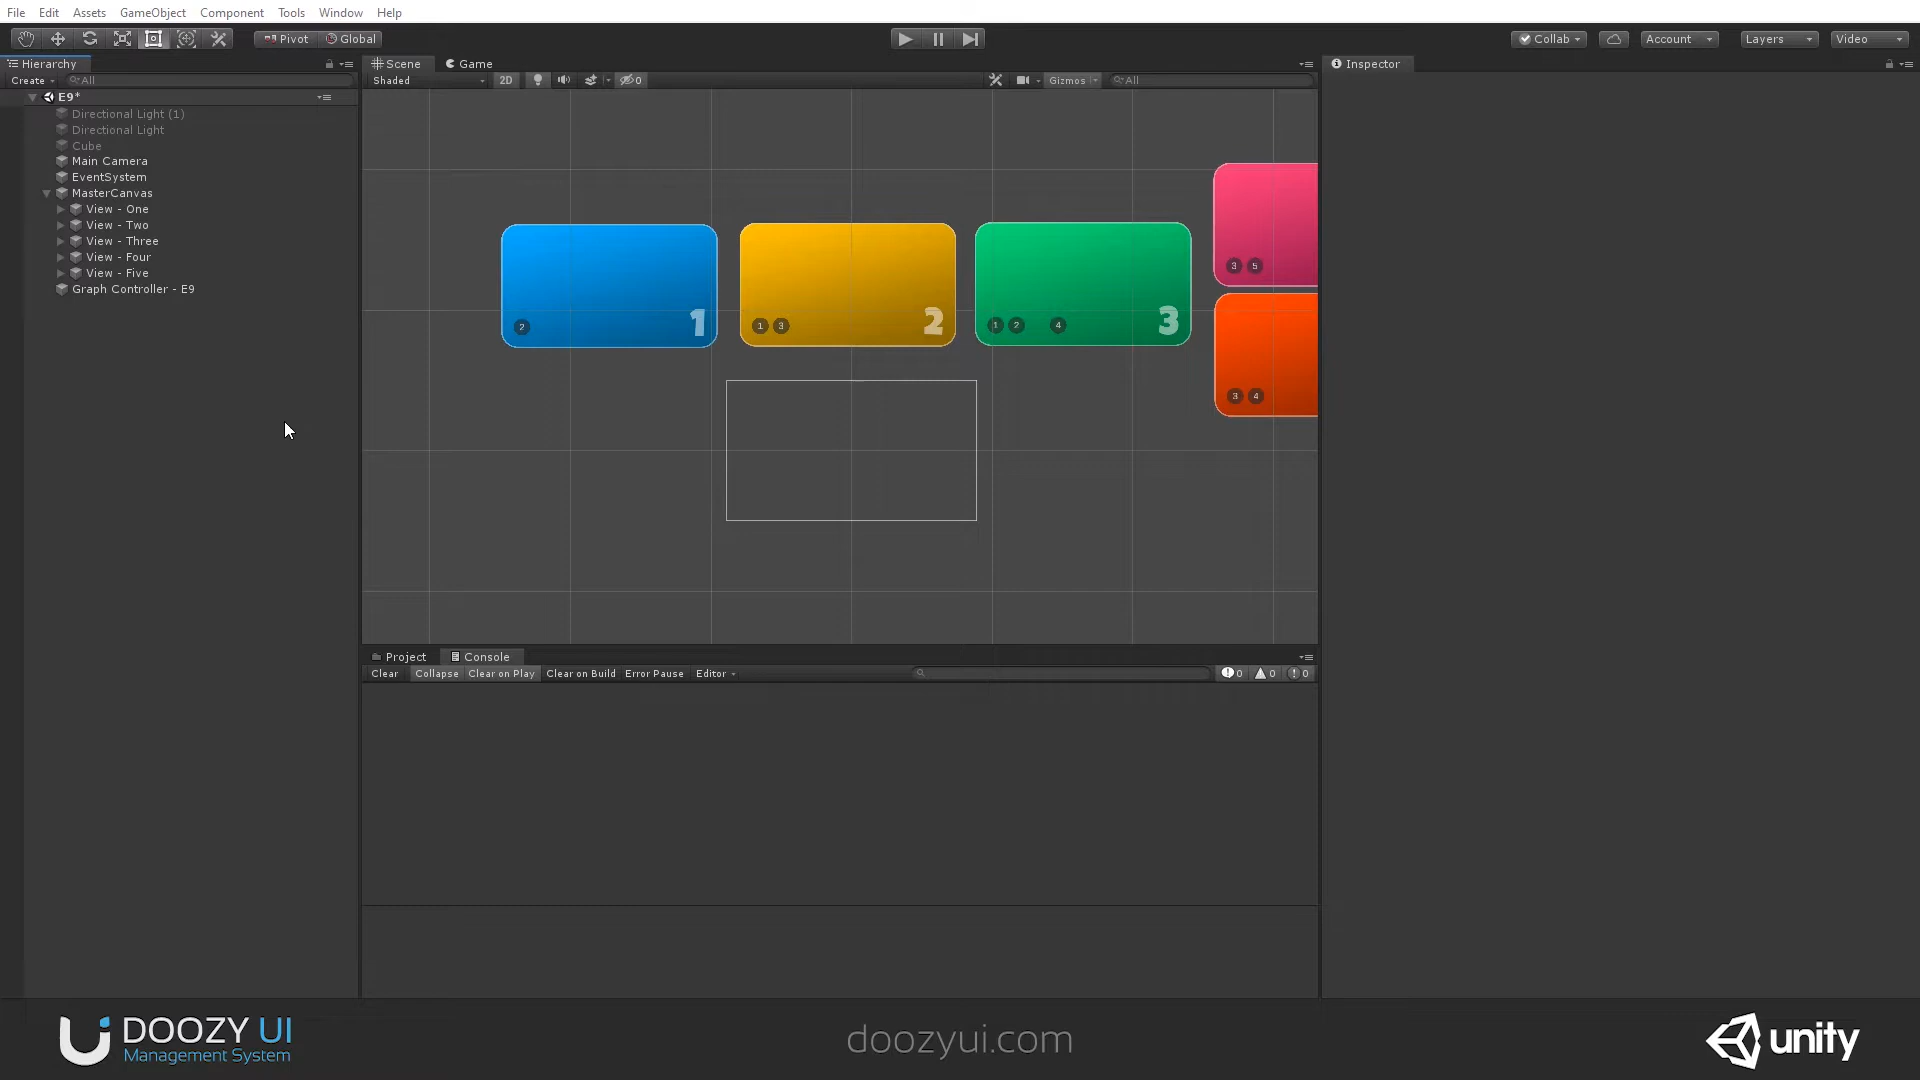 File Edit Assets GameObject Component Tools Window Help
Pivot Global Collab Account Layers Video
Hierarchy
Create All
E9*
Directional Light (1)
Directional Light
Cube
Main Camera
EventSystem
MasterCanvas
View - One
View - Two
View - Three
View - Four
View - Five
Graph Controller - E9
Scene Game
Shaded 2D 0 Gizmos All
2 1
1 3 2
1 2 4 3
3 5
3 4
Project Console
Clear Collapse Clear on Play Clear on Build Error Pause Editor 0 0 0
Inspector
DOOZY UI
Management System
doozyui.com
unity